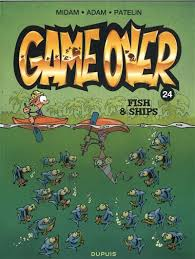 MIDAM - ADAM - PATELIN
GAME OVER
24
FISH
& SHIPS
DUPUIS